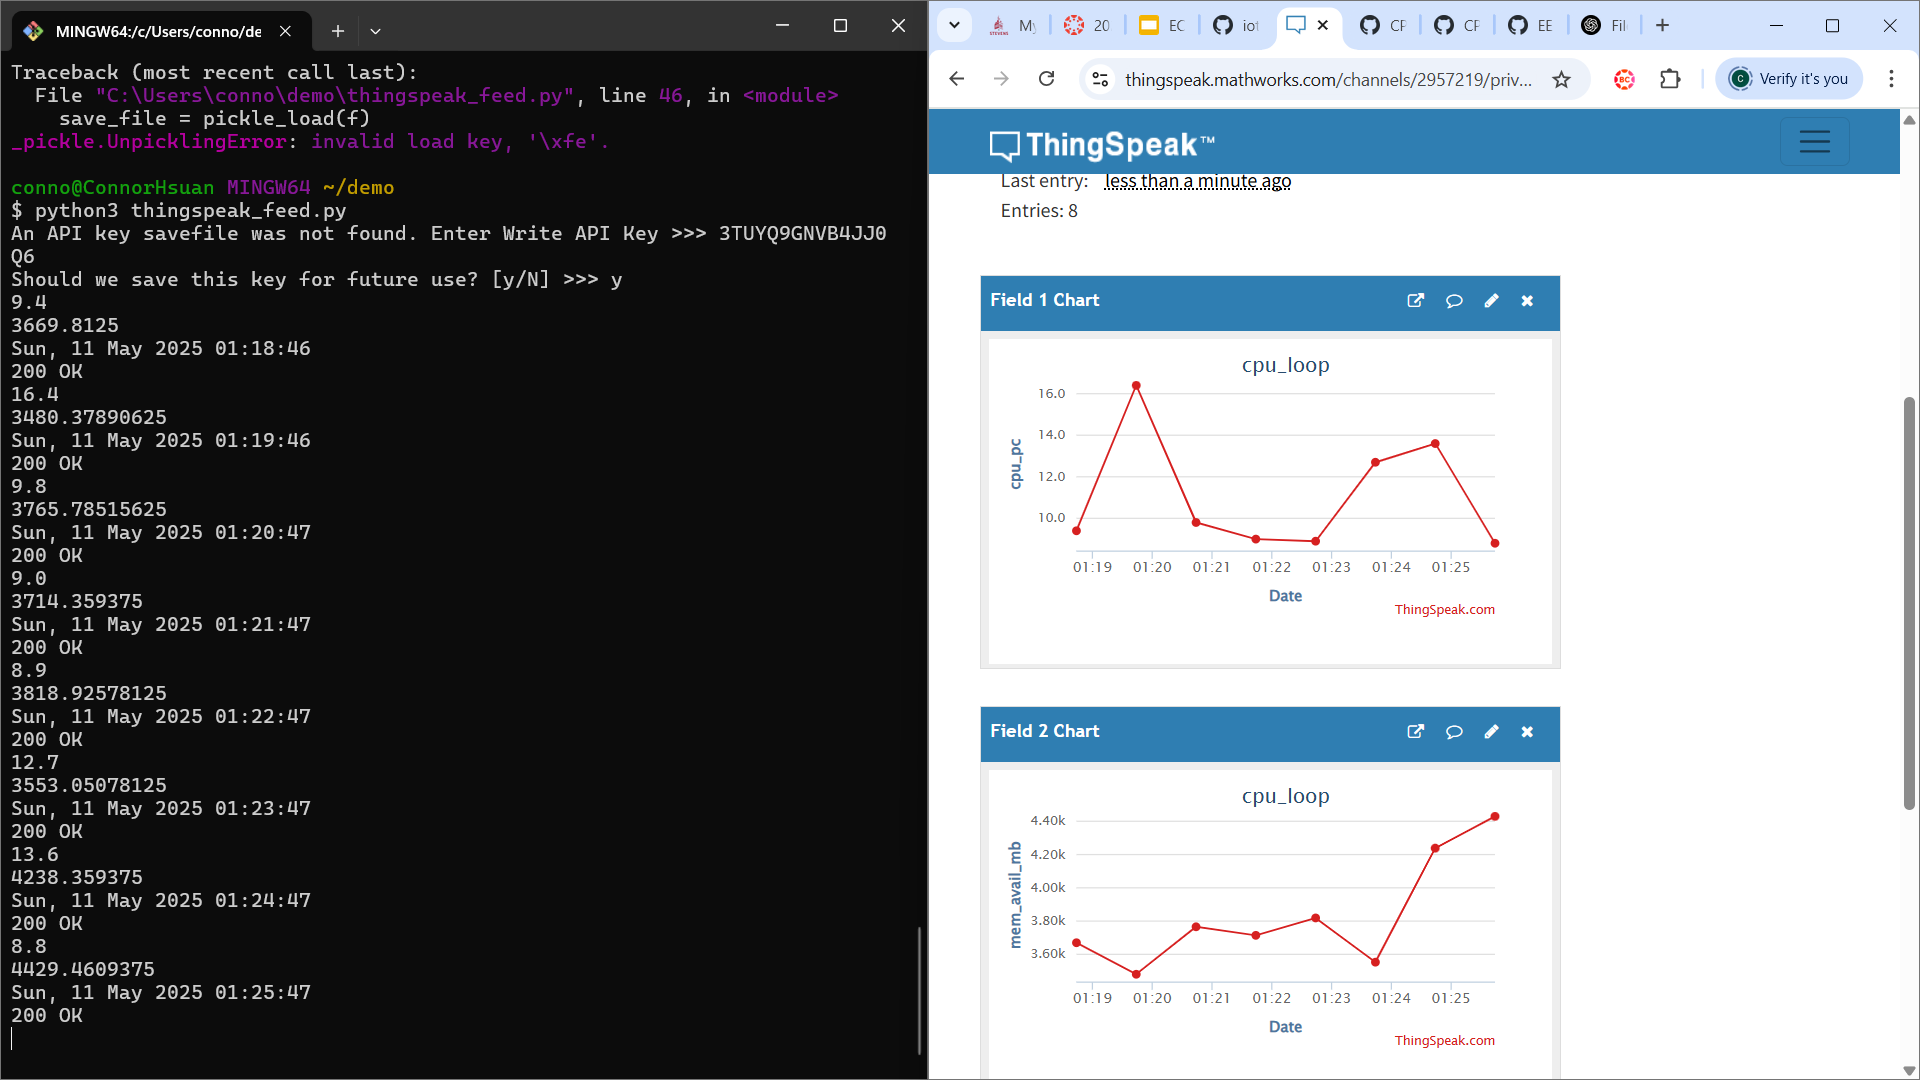 MINGW64:/c/Users/conno/de
Traceback (most recent call last):
File "C:\Users\conno\demo\thingspeak_feed.py", line 46, in <module>
save_file = pickle_load(f)
_pickle.UnpicklingError: invalid load key, '\xfe'.
conno@ConnorHsuan MINGW64 ~/demo
$ python3 thingspeak_feed.py
An API key savefile was not found. Enter Write API Key >>> 3TUYQ9GNVB4JJ0
Q6
Should we save this key for future use? [y/N] >>> y
9.4
3669.8125
Sun, 11 May 2025 01:18:46
200 OK
16.4
3480.37890625
Sun, 11 May 2025 01:19:46
200 OK
9.8
3765.78515625
Sun, 11 May 2025 01:20:47
200 OK
9.0
3714.359375
Sun, 11 May 2025 01:21:47
200 OK
8.9
3818.92578125
Sun, 11 May 2025 01:22:47
200 OK
12.7
3553.05078125
Sun, 11 May 2025 01:23:47
200 OK
13.6
4238.359375
Sun, 11 May 2025 01:24:47
200 OK
8.8
4429.4609375
Sun, 11 May 2025 01:25:47
200 OK
My 20 EC iot CP CP EE File
thingspeak.mathworks.com/channels/2957219/priv...
C Verify it's you
ThingSpeak™
Last entry: less than a minute ago
Entries: 8
Field 1 Chart
cpu_loop
16.0
14.0
12.0
10.0
cpu_pc
01:19 01:20 01:21 01:22 01:23 01:24 01:25
Date
ThingSpeak.com
Field 2 Chart
cpu_loop
4.40k
4.20k
4.00k
3.80k
3.60k
mem_avail_mb
01:19 01:20 01:21 01:22 01:23 01:24 01:25
Date
ThingSpeak.com